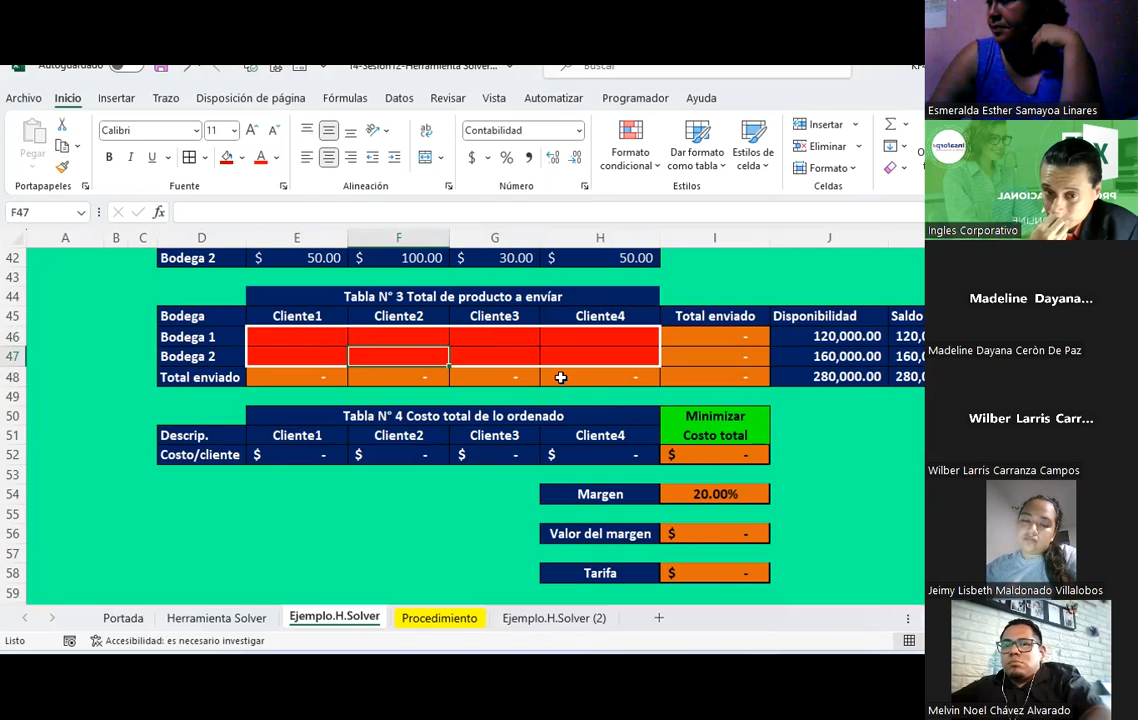 Autoguardado
14-Sesion12-Herramienta Solver...
Buscar
Archivo Inicio Insertar Trazo Disposición de página Fórmulas Datos Revisar Vista Automatizar Programador Ayuda
Pegar
Calibri 11
N K S
Contabilidad
$ % 000
Formato condicional
Dar formato como tabla
Estilos de celda
Insertar
Eliminar
Formato
Portapapeles Fuente Alineación Número Estilos Celdas
F47 fx
A B C D E F G H I J
42 Bodega 2 $ 50.00 $ 100.00 $ 30.00 $ 50.00
43
44 Tabla N° 3 Total de producto a envíar
45 Bodega Cliente1 Cliente2 Cliente3 Cliente4 Total enviado Disponibilidad Saldo
46 Bodega 1 - 120,000.00 120,
47 Bodega 2 - 160,000.00 160,
48 Total enviado - - - - - 280,000.00 280,
49
50 Tabla N° 4 Costo total de lo ordenado Minimizar
51 Descrip. Cliente1 Cliente2 Cliente3 Cliente4 Costo total
52 Costo/cliente $ - $ - $ - $ - $ -
53
54 Margen 20.00%
55
56 Valor del margen $ -
57
58 Tarifa $ -
59
Portada Herramienta Solver Ejemplo.H.Solver Procedimiento Ejemplo.H.Solver (2)
Listo Accesibilidad: es necesario investigar
Esmeralda Esther Samayoa Linares
Ingles Corporativo
Madeline Dayana...
Madeline Dayana Ceròn De Paz
Wilber Larris Carr...
Wilber Larris Carranza Campos
Jeimy Lisbeth Maldonado Villalobos
Melvin Noel Chávez Alvarado